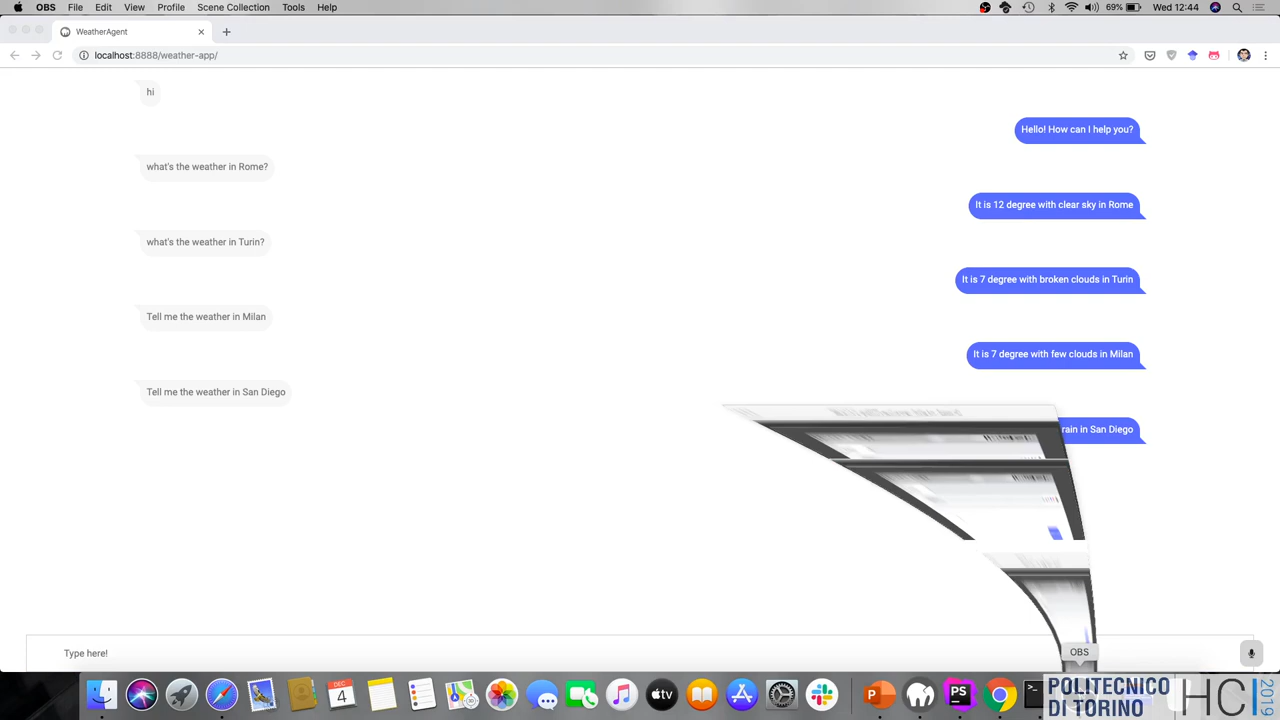 OBS File Edit View Profile Scene Collection Tools Help 69% Wed 12:44
WeatherAgent
localhost:8888/weather-app/
hi
Hello! How can I help you?
what's the weather in Rome?
It is 12 degree with clear sky in Rome
what's the weather in Turin?
It is 7 degree with broken clouds in Turin
Tell me the weather in Milan
It is 7 degree with few clouds in Milan
Tell me the weather in San Diego
rain in San Diego
Type here!
OBS
DEC
4
tv
PS
POLITECNICO
DI TORINO
HCI
2019